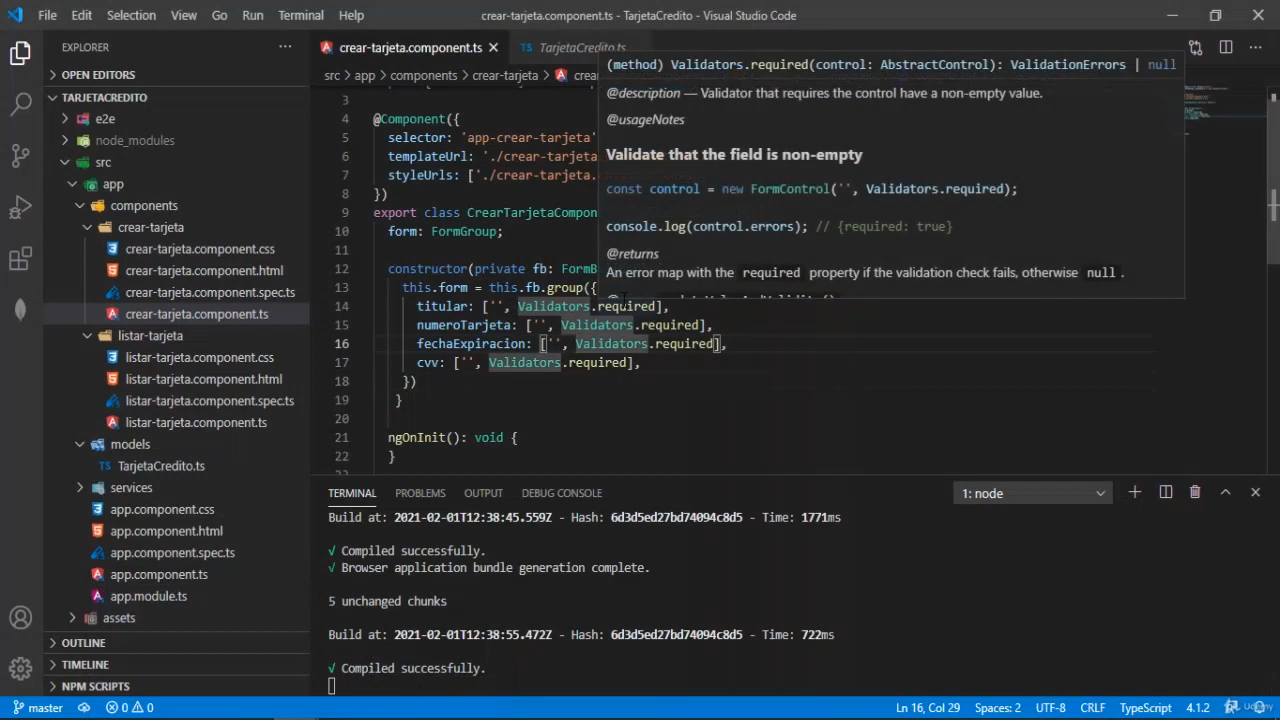 File Edit Selection View Go Run Terminal Help crear-tarjeta.component.ts - TarjetaCredito - Visual Studio Code
EXPLORER
OPEN EDITORS
TARJETACREDITO
e2e
node_modules
src
app
components
crear-tarjeta
crear-tarjeta.component.css
crear-tarjeta.component.html
crear-tarjeta.component.spec.ts
crear-tarjeta.component.ts
listar-tarjeta
listar-tarjeta.component.css
listar-tarjeta.component.html
listar-tarjeta.component.spec.ts
listar-tarjeta.component.ts
models
TS TarjetaCredito.ts
services
app.component.css
app.component.html
app.component.spec.ts
app.component.ts
app.module.ts
assets
OUTLINE
TIMELINE
NPM SCRIPTS
crear-tarjeta.component.ts TS TarjetaCredito.ts
src > app > components > crear-tarjeta >
3
4 @Component({
5 selector: 'app-crear-tarjeta'
6 templateUrl: './crear-tarjeta
7 styleUrls: ['./crear-tarjeta.
8 })
9 export class CrearTarjetaCompon
10 form: FormGroup;
11
12 constructor(private fb: FormB
13 this.form = this.fb.group({
14 titular: ['', Validators.required],
15 numeroTarjeta: ['', Validators.required],
16 fechaExpiracion: ['', Validators.required],
17 cvv: ['', Validators.required],
18 })
19 }
20
21 ngOnInit(): void {
22 }
(method) Validators.required(control: AbstractControl): ValidationErrors | null
@description — Validator that requires the control have a non-empty value.
@usageNotes
Validate that the field is non-empty
const control = new FormControl('', Validators.required);
console.log(control.errors); // {required: true}
@returns
An error map with the required property if the validation check fails, otherwise null .
TERMINAL PROBLEMS OUTPUT DEBUG CONSOLE 1: node
Build at: 2021-02-01T12:38:45.559Z - Hash: 6d3d5ed27bd74094c8d5 - Time: 1771ms
√ Compiled successfully.
√ Browser application bundle generation complete.
5 unchanged chunks
Build at: 2021-02-01T12:38:55.472Z - Hash: 6d3d5ed27bd74094c8d5 - Time: 722ms
√ Compiled successfully.
master 0 0 Ln 16, Col 29 Spaces: 2 UTF-8 CRLF TypeScript 4.1.2
Udemy